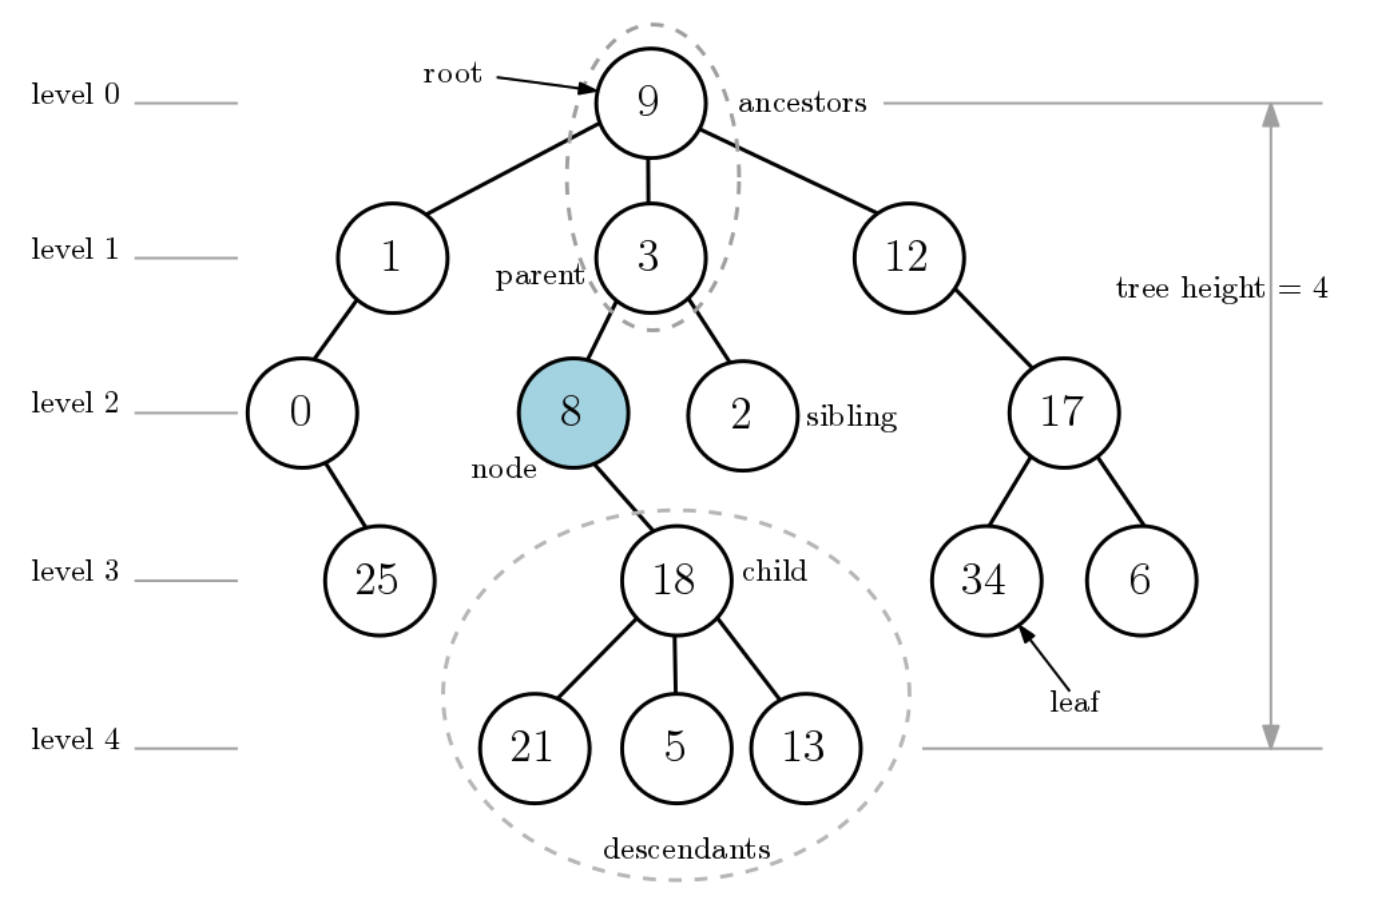 root
level 0
9
ancestors
level 1
1
parent
3
12
tree height = 4
level 2
0
8
2
sibling
17
node
level 3
25
18
child
34
6
leaf
level 4
21
5
13
descendants